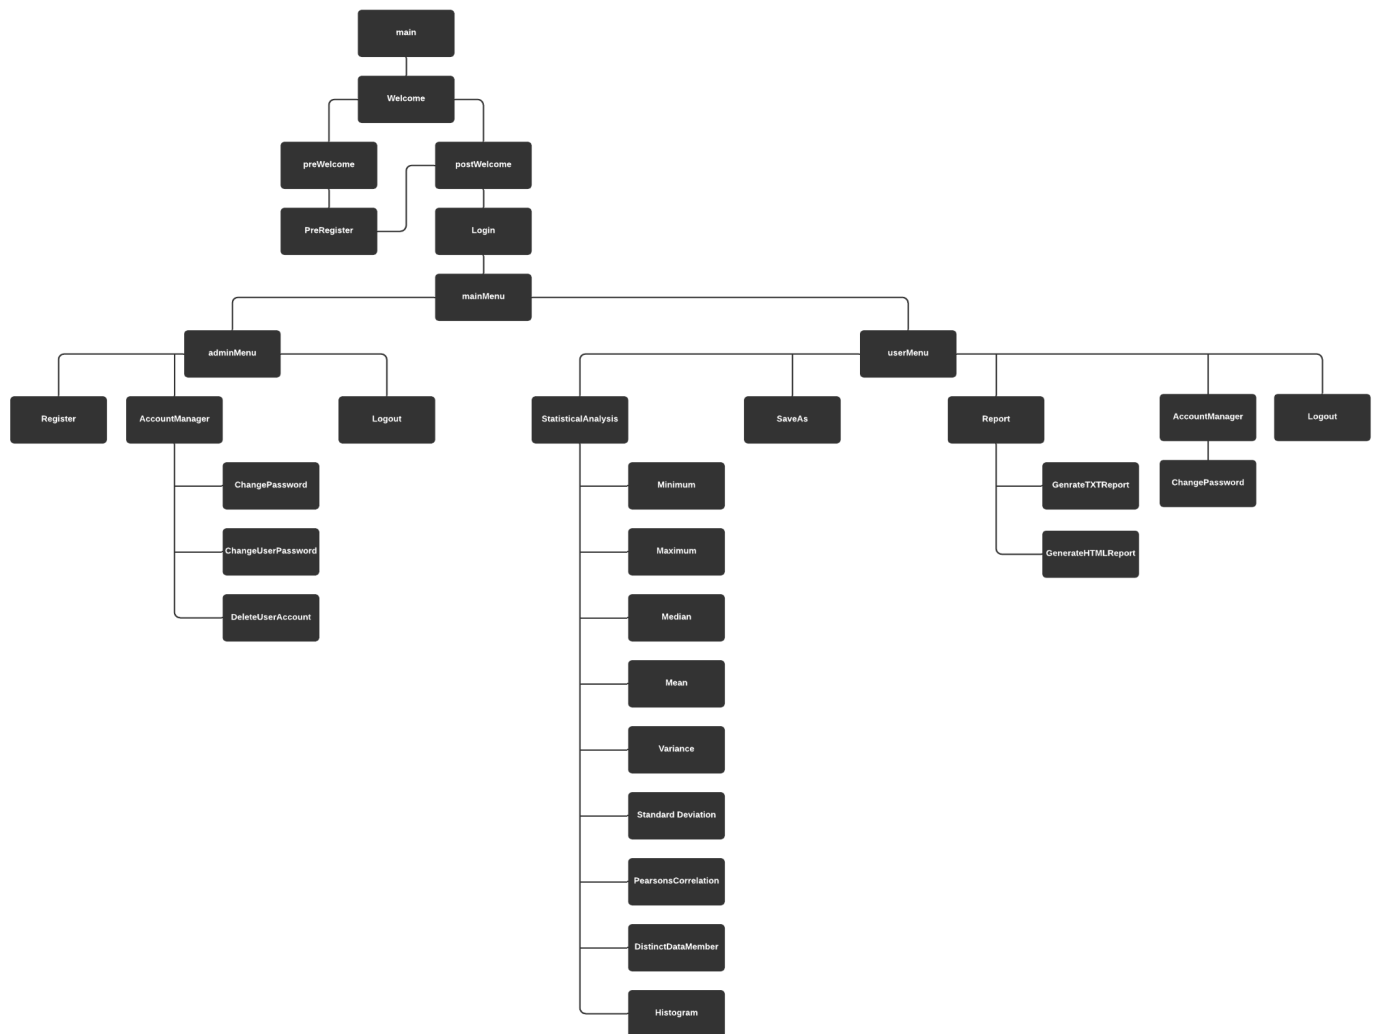 main
Welcome
preWelcome
postWelcome
PreRegister
Login
mainMenu
adminMenu
userMenu
Register
AccountManager
Logout
StatisticalAnalysis
SaveAs
Report
AccountManager
Logout
ChangePassword
ChangeUserPassword
DeleteUserAccount
Minimum
Maximum
Median
Mean
Variance
Standard Deviation
PearsonsCorrelation
DistinctDataMember
Histogram
GenrateTXTReport
GenerateHTMLReport
ChangePassword